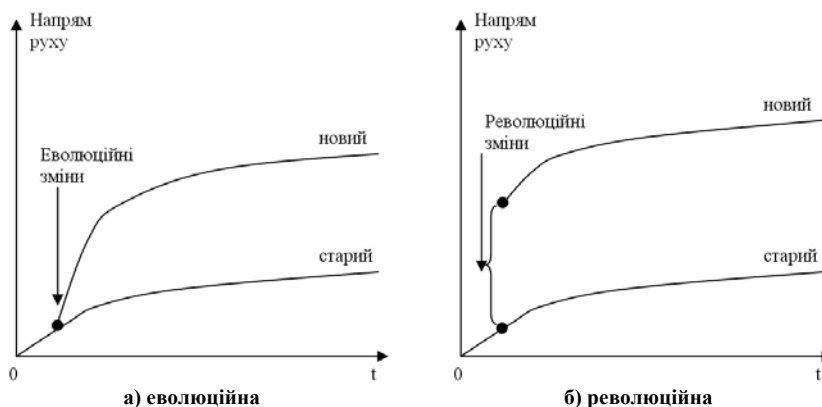 Напрям
руху
новий
Еволюційні
зміни
старий
0
t
а) еволюційна
Напрям
руху
новий
Революційні
зміни
старий
0
t
б) революційна